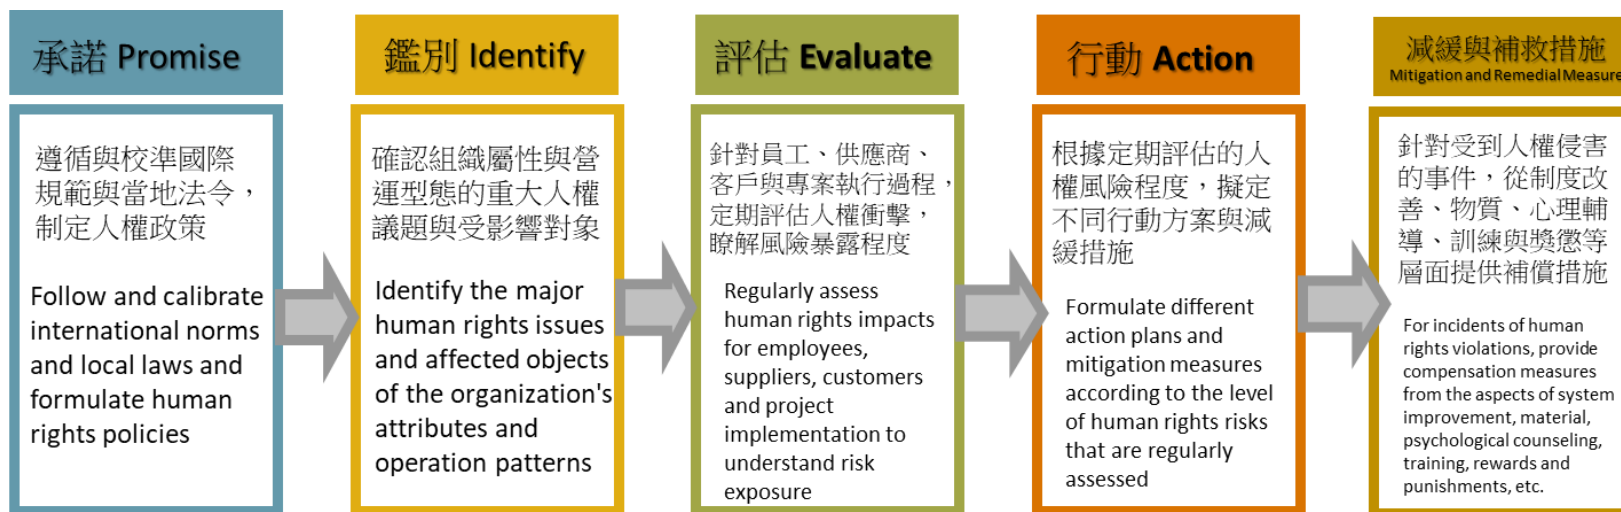 承諾 Promise
遵循與校準國際
規範與當地法令，
制定人權政策
Follow and calibrate
international norms
and local laws and
formulate human
rights policies
鑑別 Identify
確認組織屬性與營
運型態的重大人權
議題與受影響對象
Identify the major
human rights issues
and affected objects
of the organization's
attributes and
operation patterns
評估 Evaluate
針對員工、供應商、
客戶與專案執行過程，
定期評估人權衝擊，
瞭解風險暴露程度
Regularly assess
human rights impacts
for employees,
suppliers, customers
and project
implementation to
understand risk
exposure
行動 Action
根據定期評估的人
權風險程度，擬定
不同行動方案與減
緩措施
Formulate different
action plans and
mitigation measures
according to the level
of human rights risks
that are regularly
assessed
減緩與補救措施
Mitigation and Remedial Measure
針對受到人權侵害
的事件，從制度改
善、物質、心理輔
導、訓練與獎懲等
層面提供補償措施
For incidents of human
rights violations, provide
compensation measures
from the aspects of system
improvement, material,
psychological counseling,
training, rewards and
punishments, etc.